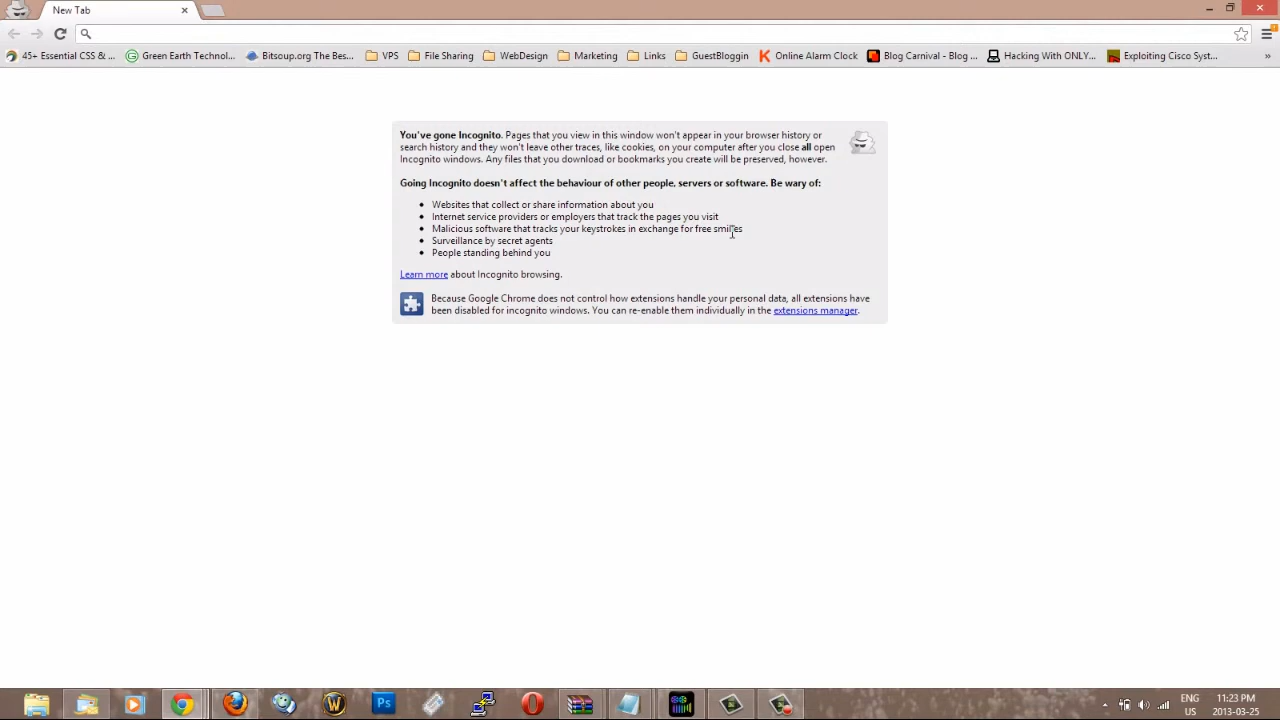 New Tab
45+ Essential CSS & ...
Green Earth Technol...
Bitsoup.org The Bes...
VPS
File Sharing
WebDesign
Marketing
Links
GuestBloggin
Online Alarm Clock
Blog Carnival - Blog ...
Hacking With ONLY...
Exploiting Cisco Syst...
»
You've gone Incognito. Pages that you view in this window won't appear in your browser history or
search history and they won't leave other traces, like cookies, on your computer after you close all open
Incognito windows. Any files that you download or bookmarks you create will be preserved, however.
Going Incognito doesn't affect the behaviour of other people, servers or software. Be wary of:
• Websites that collect or share information about you
• Internet service providers or employers that track the pages you visit
• Malicious software that tracks your keystrokes in exchange for free smilies
• Surveillance by secret agents
• People standing behind you
Learn more about Incognito browsing.
Because Google Chrome does not control how extensions handle your personal data, all extensions have
been disabled for incognito windows. You can re-enable them individually in the extensions manager.
W
Ps
ENG
US
11:23 PM
2013-03-25